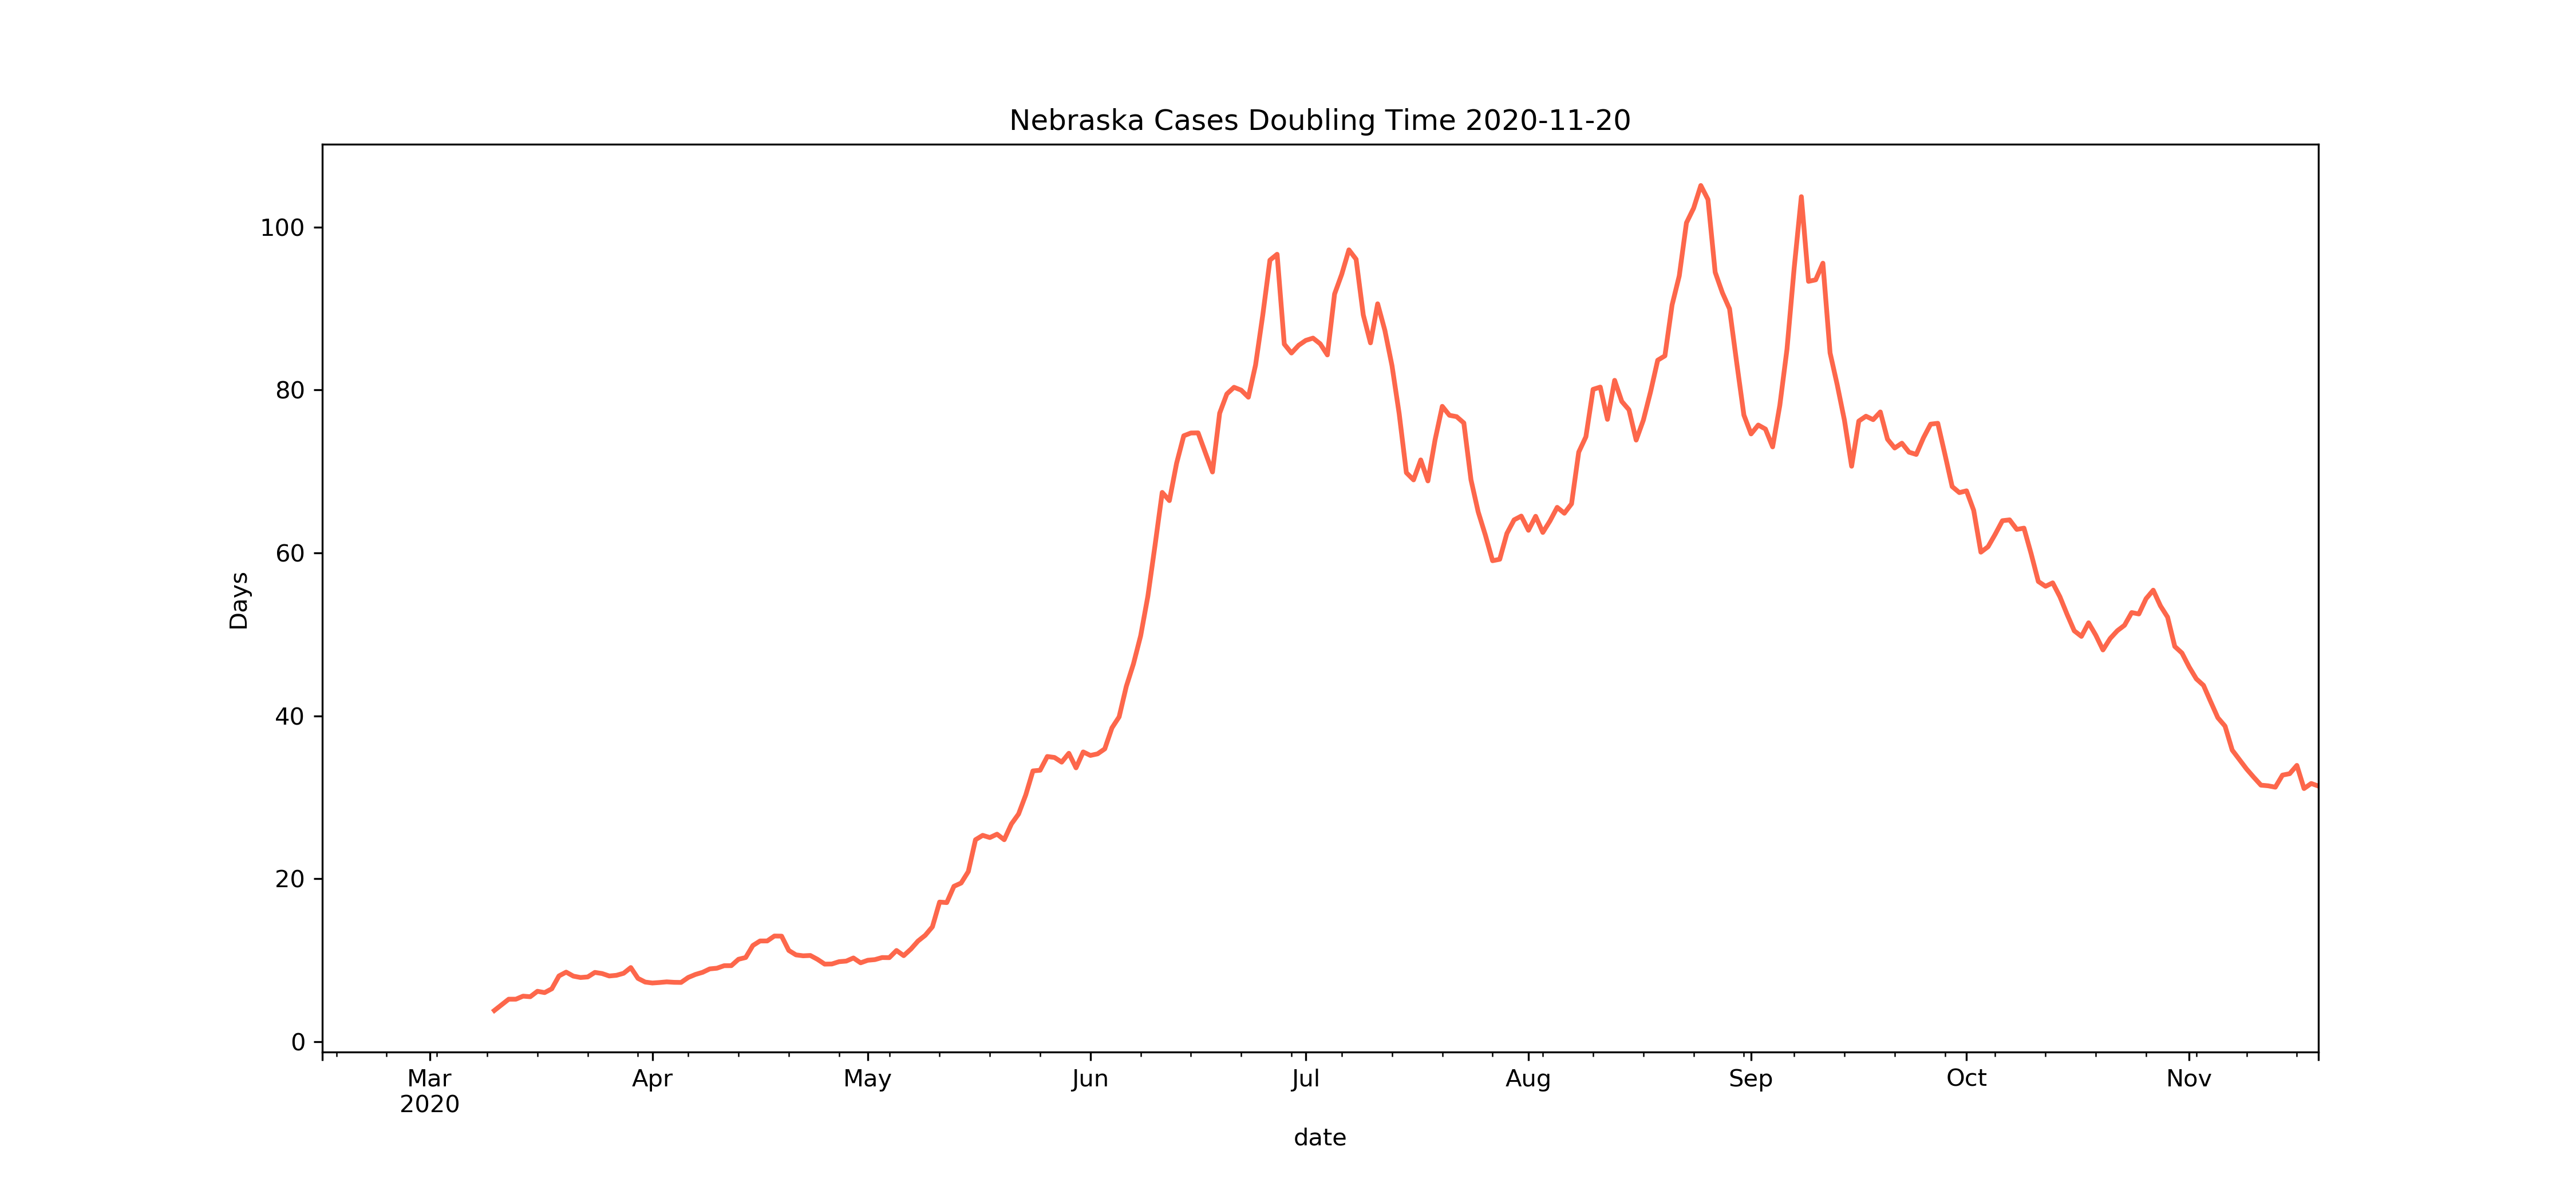 Nebraska Cases Doubling Time 2020-11-20
100
80
60
40
20
0
Days
Mar Apr May Jun Jul Aug Sep Oct Nov
2020
date